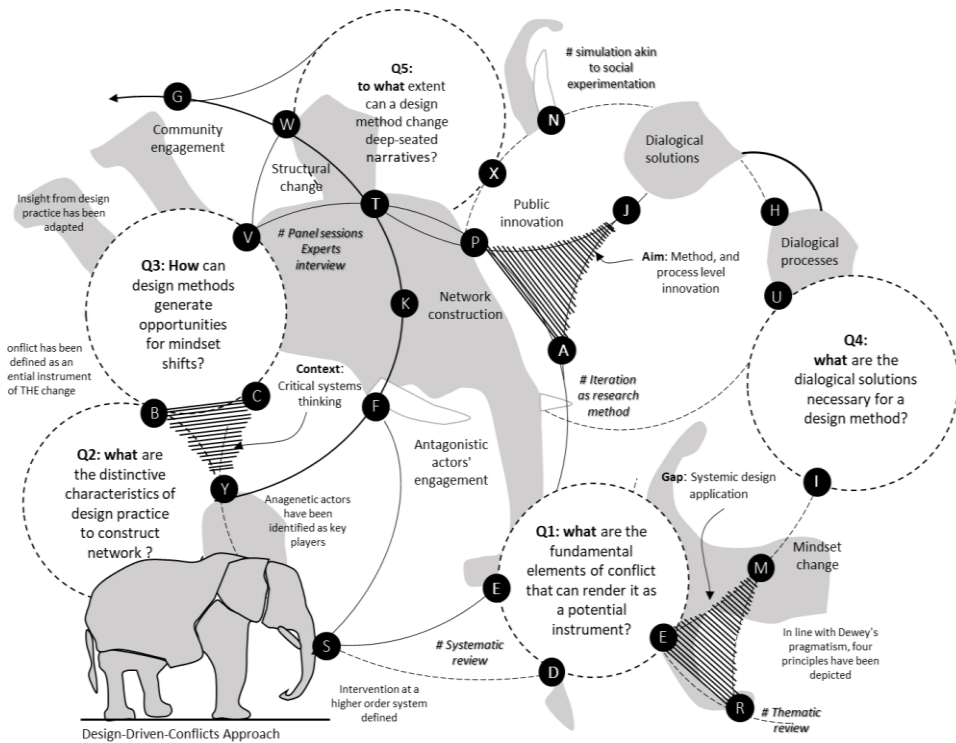 G
W
Community
engagement
Structural
change
Q5:
to what extent
can a design
method change
deep-seated
narratives?
# simulation akin
to social
experimentation
N
X
Dialogical
solutions
Public
innovation
J
H
Dialogical
processes
Aim: Method, and
process level
innovation
U
P
T
V
# Panel sessions
Experts
interview
Insight from design
practice has been
adapted
Q3: How can
design methods
generate
opportunities
for mindset
shifts?
K
Network
construction
A
# Iteration
as research
method
Q4:
what are the
dialogical solutions
necessary for a
design method?
I
onflict has been
defined as an
ential instrument
of THE change
B
C
Context:
Critical systems
thinking
F
Antagonistic
actors'
engagement
Q2: what are
the distinctive
characteristics of
design practice
to construct
network ?
Y
Anagenetic actors
have been
identified as key
players
Gap: Systemic design
application
Q1: what are the
fundamental
elements of conflict
that can render it as
a potential
instrument?
E
E
M
Mindset
change
In line with Dewey's
pragmatism, four
principles have been
depicted
S
# Systematic
review
D
R
# Thematic
review
Intervention at a
higher order system
defined
Design-Driven-Conflicts Approach